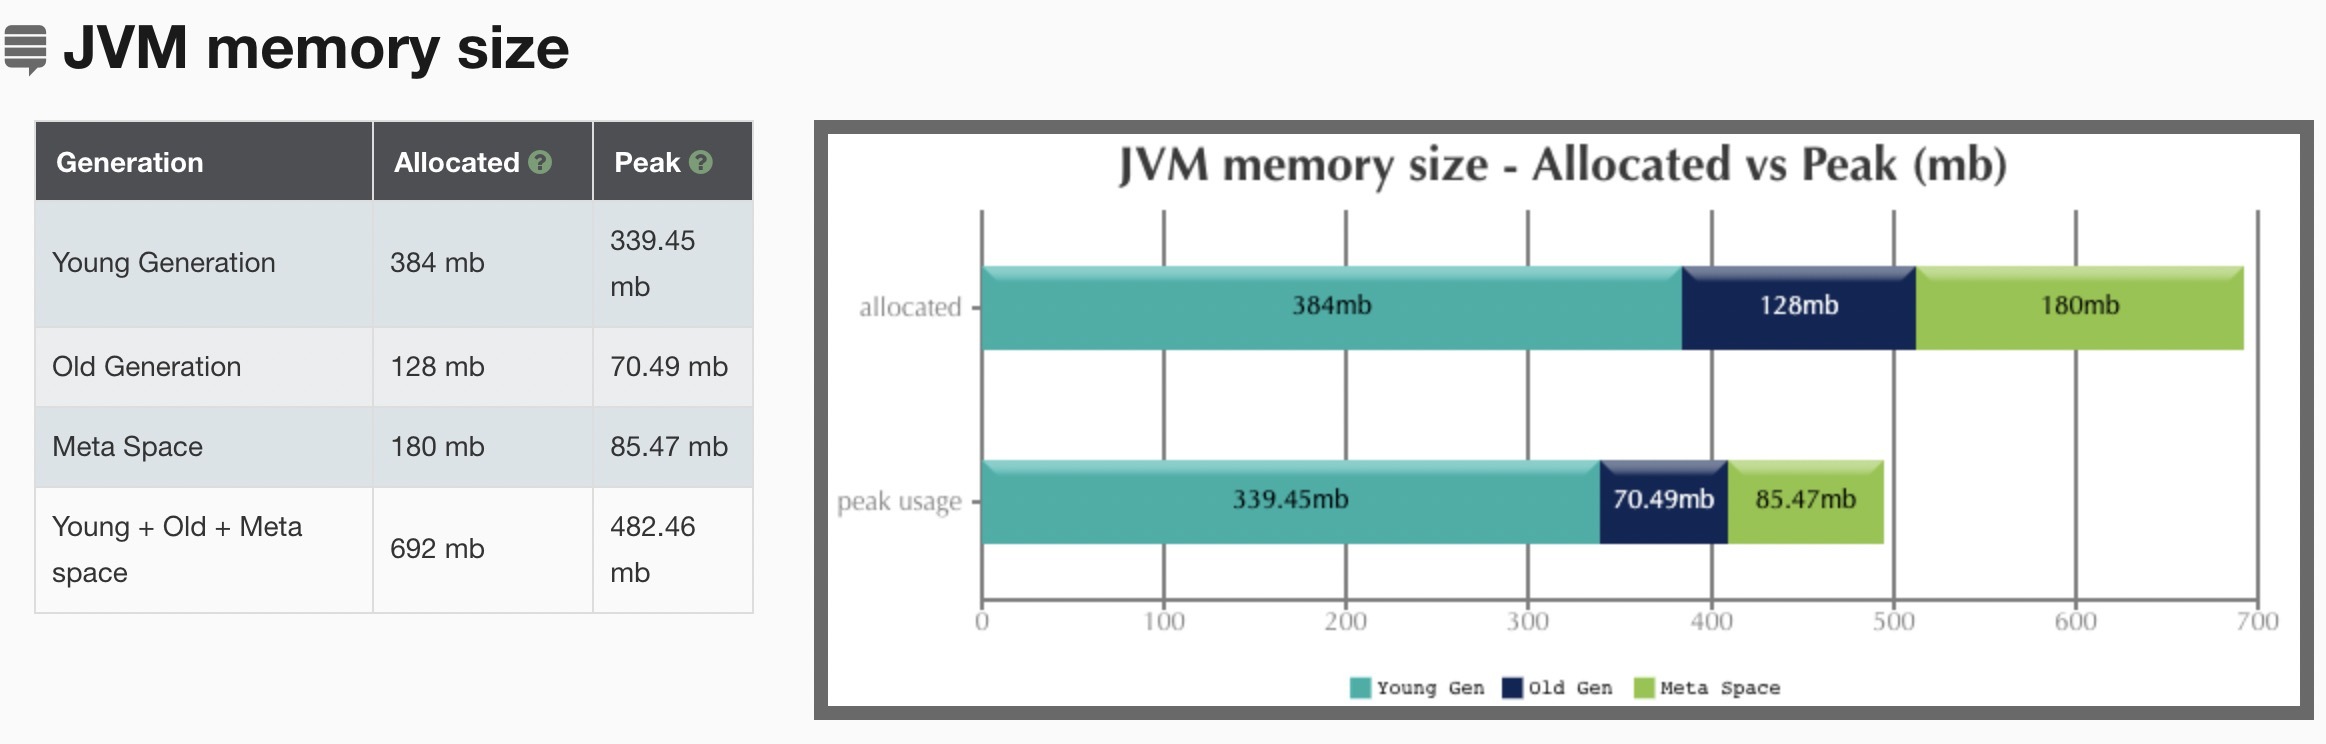 JVM memory size
Generation Allocated ? Peak ?
Young Generation 384 mb 339.45 mb
Old Generation 128 mb 70.49 mb
Meta Space 180 mb 85.47 mb
Young + Old + Meta space 692 mb 482.46 mb
JVM memory size - Allocated vs Peak (mb)
allocated 384mb 128mb 180mb
peak usage 339.45mb 70.49mb 85.47mb
0 100 200 300 400 500 600 700
Young Gen Old Gen Meta Space